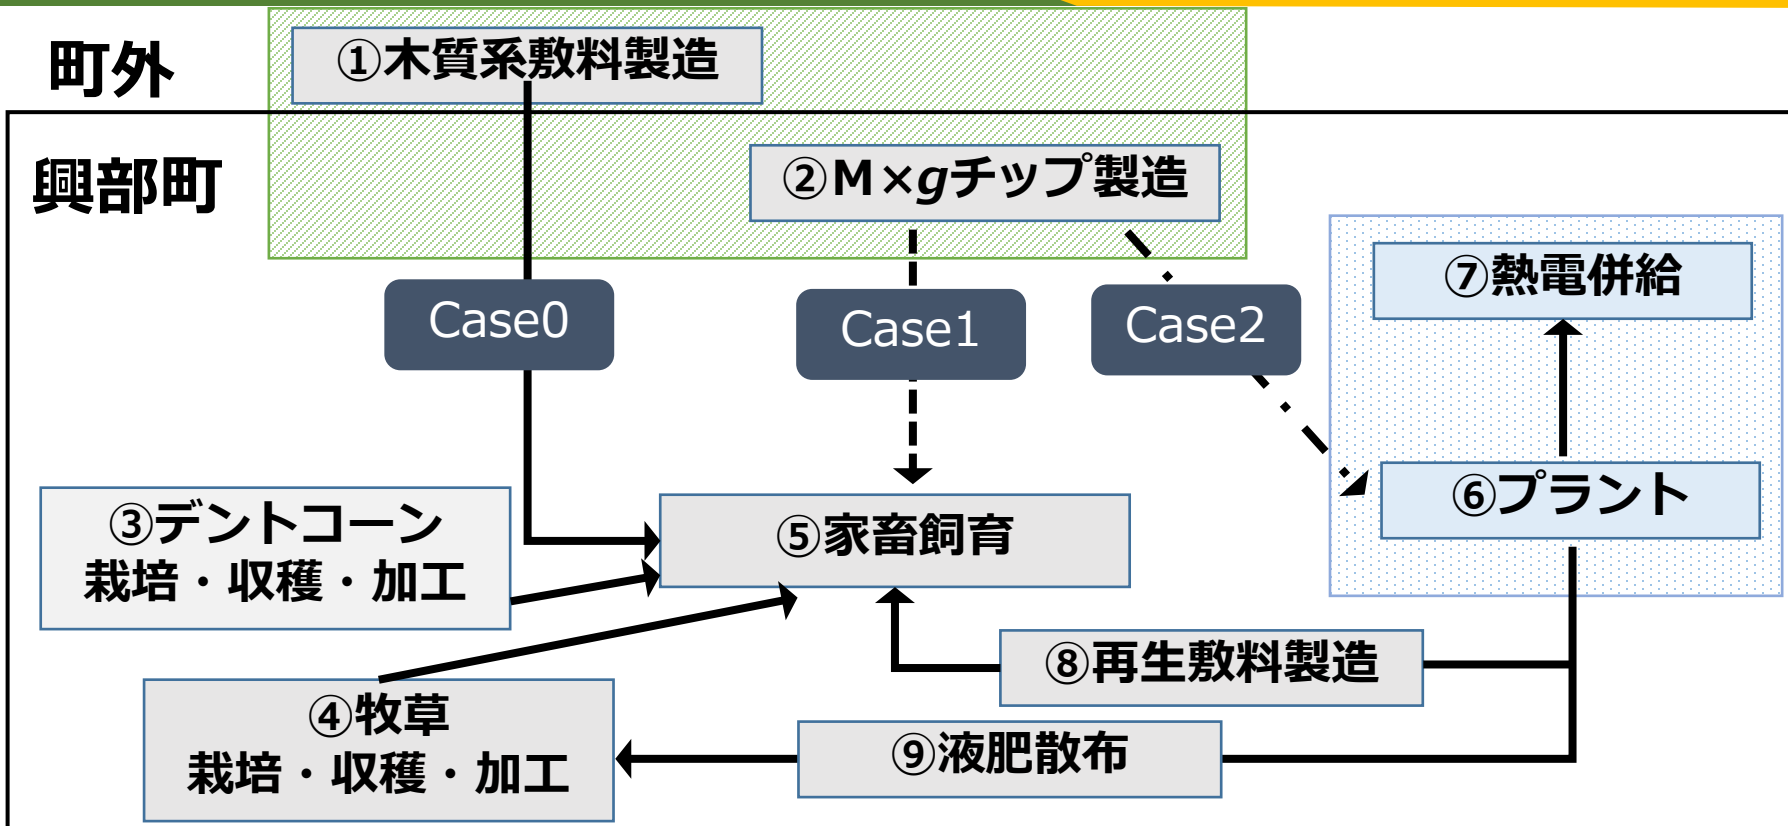 町外
①木質系敷料製造
興部町
②M×gチップ製造
⑦熱電併給
Case0
Case1
Case2
⑥プラント
③デントコーン
栽培・収穫・加工
⑤家畜飼育
⑧再生敷料製造
④牧草
栽培・収穫・加工
⑨液肥散布